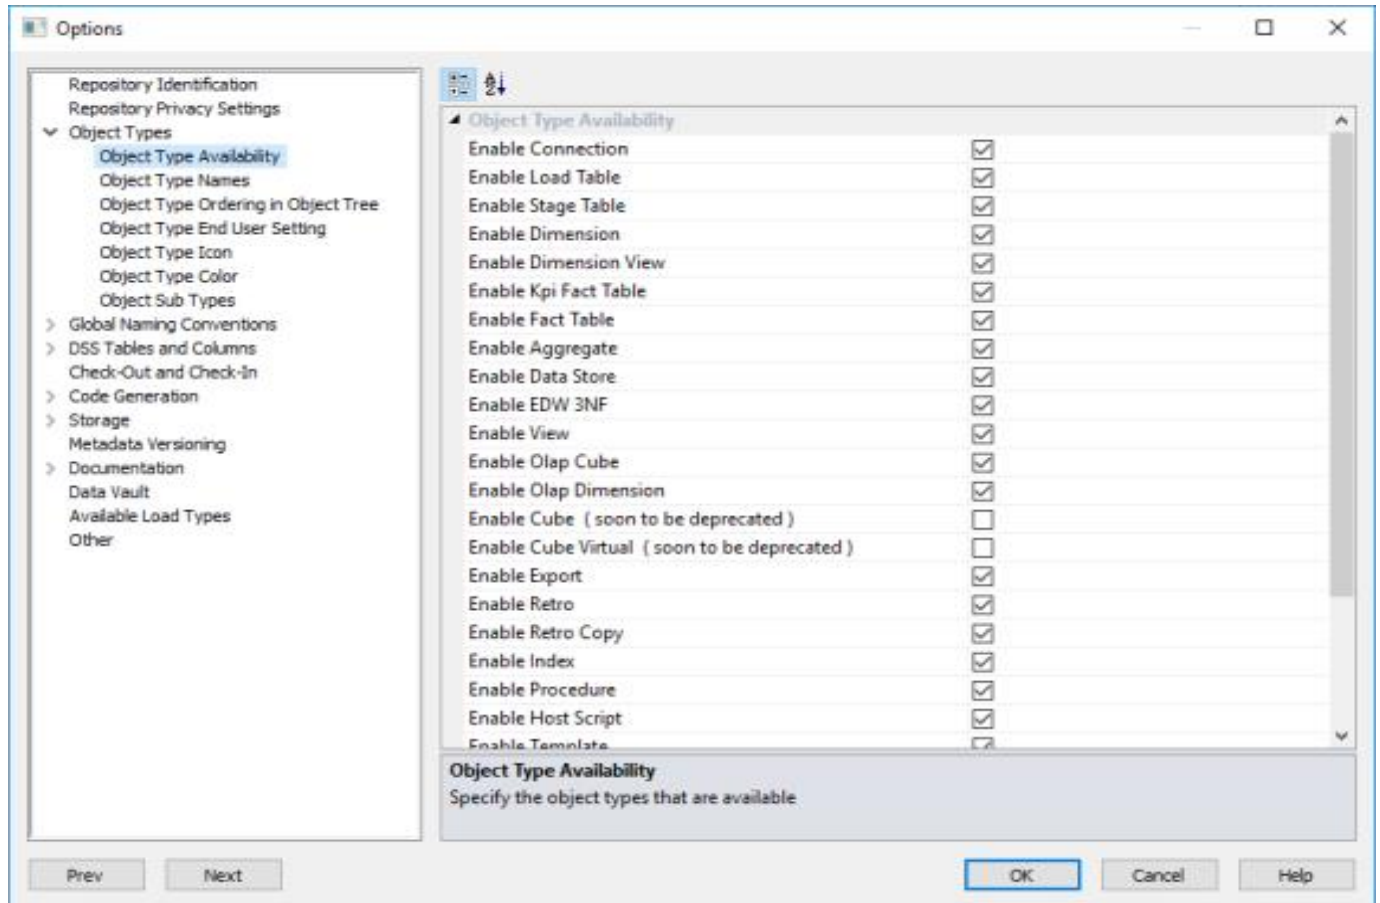 Options
Repository Identification
Repository Privacy Settings
Object Types
Object Type Availability
Object Type Names
Object Type Ordering in Object Tree
Object Type End User Setting
Object Type Icon
Object Type Color
Object Sub Types
Global Naming Conventions
DSS Tables and Columns
Check-Out and Check-In
Code Generation
Storage
Metadata Versioning
Documentation
Data Vault
Available Load Types
Other
Object Type Availability
Enable Connection
Enable Load Table
Enable Stage Table
Enable Dimension
Enable Dimension View
Enable Kpi Fact Table
Enable Fact Table
Enable Aggregate
Enable Data Store
Enable EDW 3NF
Enable View
Enable Olap Cube
Enable Olap Dimension
Enable Cube ( soon to be deprecated )
Enable Cube Virtual ( soon to be deprecated )
Enable Export
Enable Retro
Enable Retro Copy
Enable Index
Enable Procedure
Enable Host Script
Enable Template
Object Type Availability
Specify the object types that are available
Prev
Next
OK
Cancel
Help